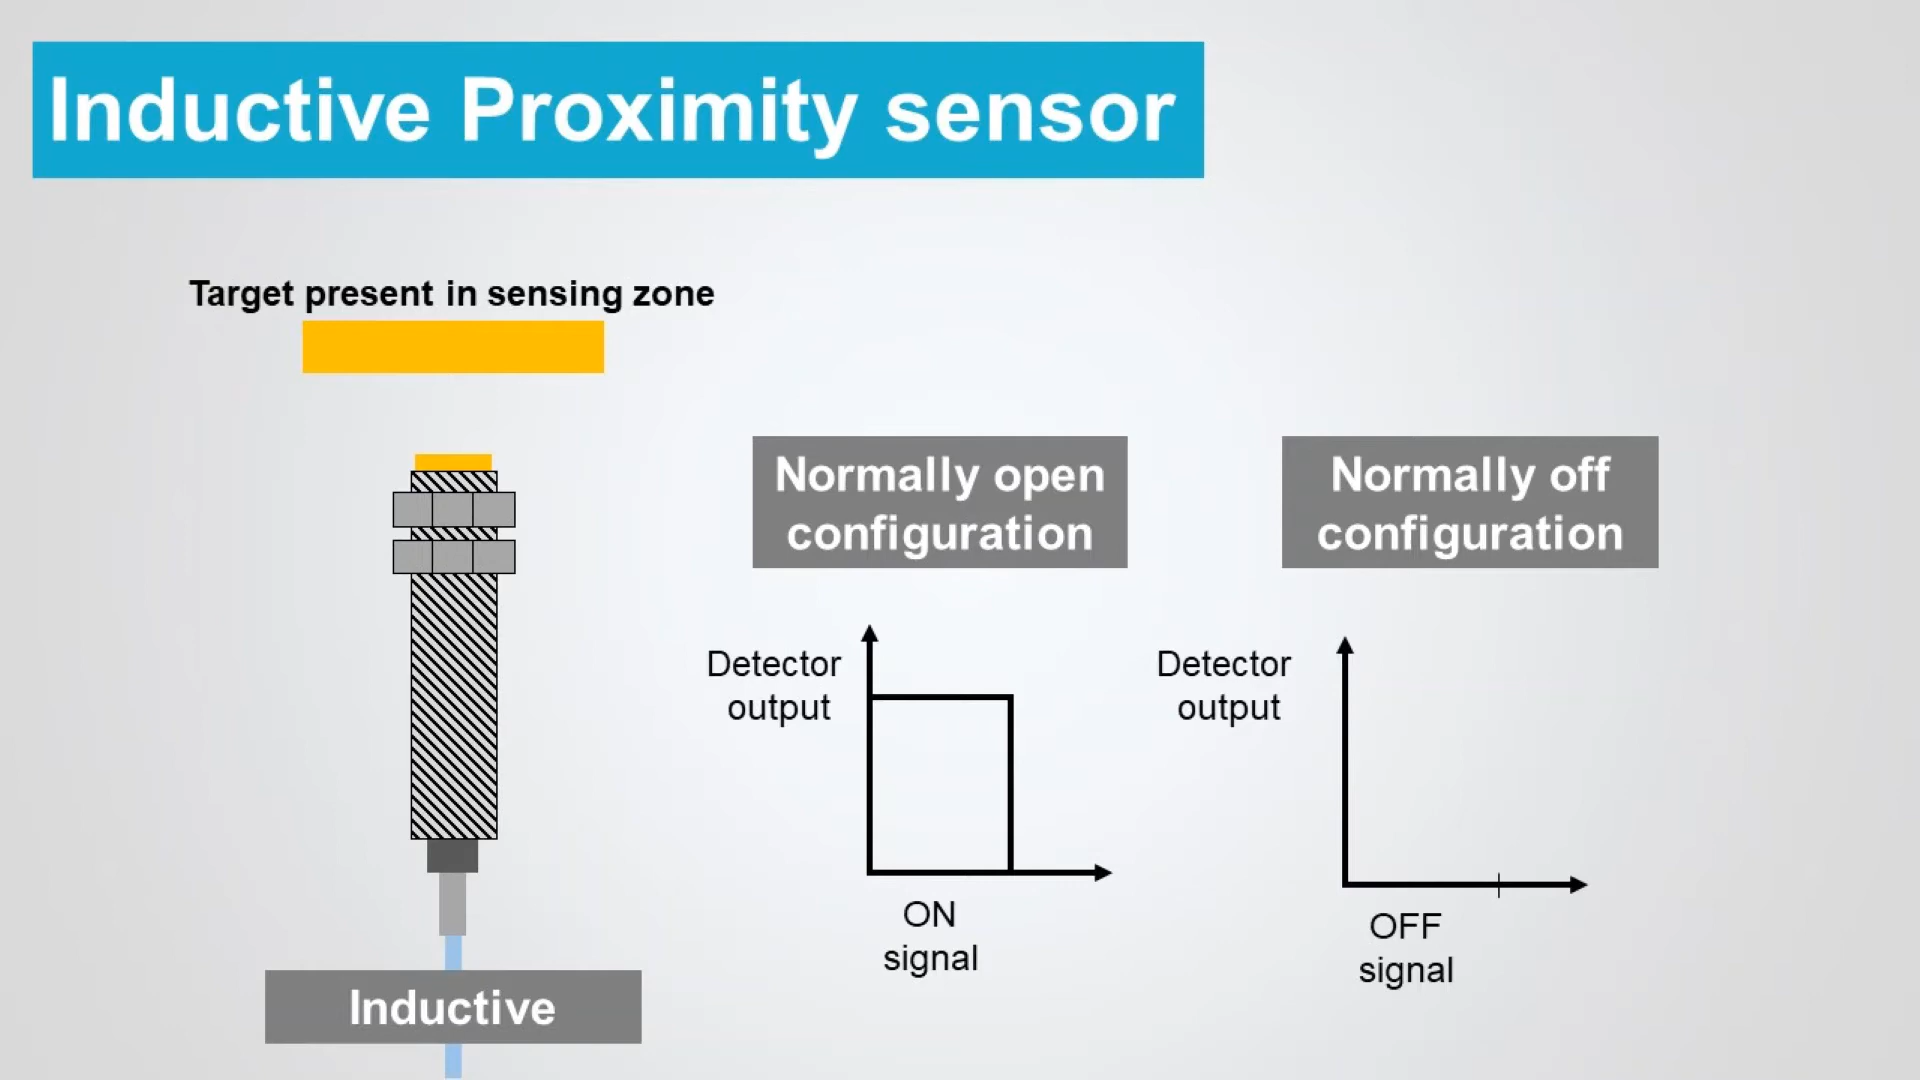 Inductive Proximity sensor
Target present in sensing zone
Normally open
configuration
Normally off
configuration
Detector
output
Detector
output
ON
signal
OFF
signal
Inductive